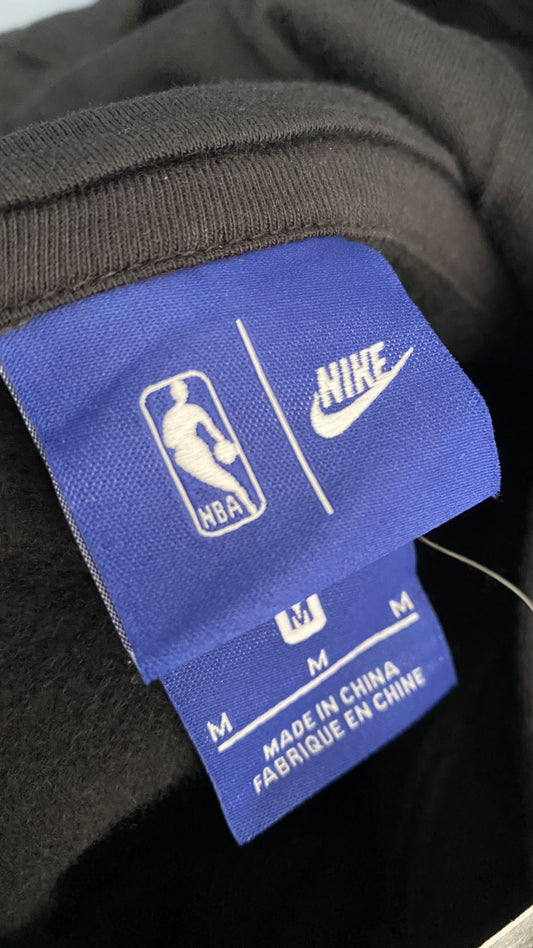 NIKE
NBA
M
M M M
MADE IN CHINA
FABRIQUE EN CHINE